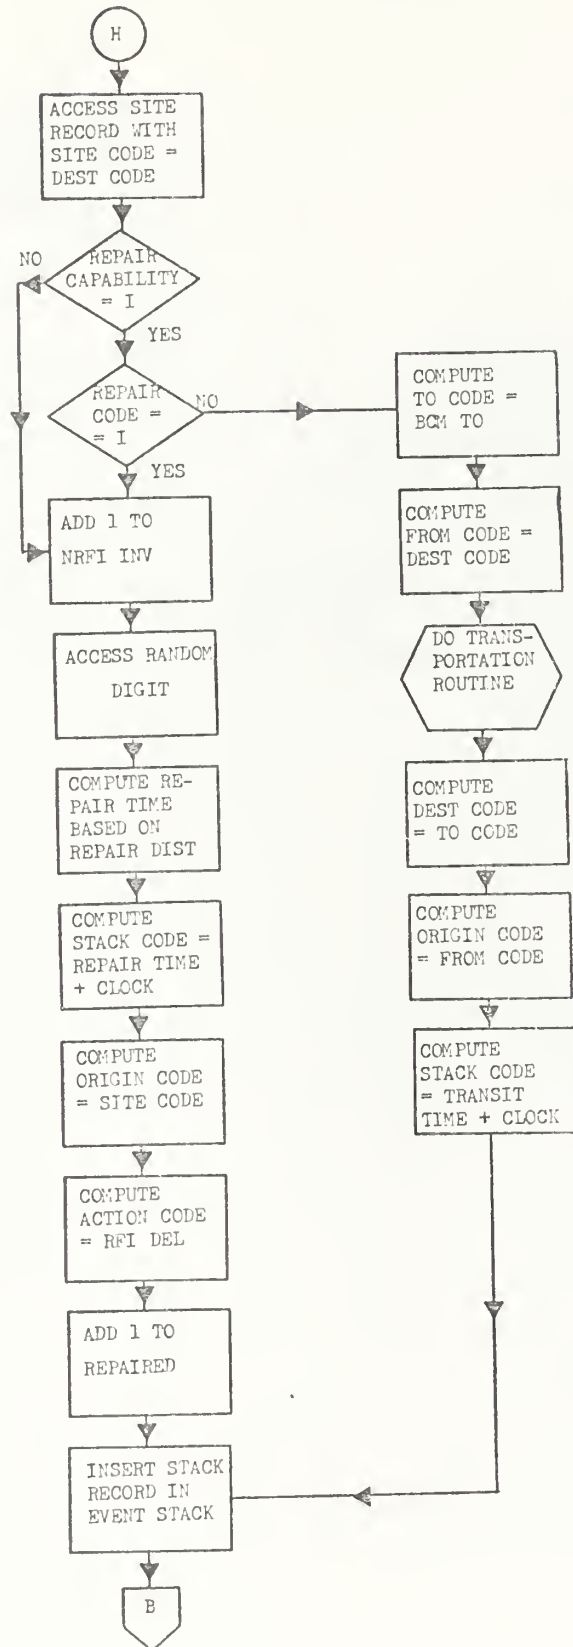 H
ACCESS SITE
RECORD WITH
SITE CODE =
DEST CODE
NO
REPAIR
CAPABILITY
= I
YES
REPAIR
CODE =
= I
NO
YES
ADD 1 TO
NRFI INV
ACCESS RANDOM
DIGIT
COMPUTE RE-
PAIR TIME
BASED ON
REPAIR DIST
COMPUTE
STACK CODE =
REPAIR TIME
+ CLOCK
COMPUTE
ORIGIN CODE
= SITE CODE
COMPUTE
ACTION CODE
= RFI DEL
ADD 1 TO
REPAIRED
INSERT STACK
RECORD IN
EVENT STACK
B
COMPUTE
TO CODE =
BCM TO
COMPUTE
FROM CODE =
DEST CODE
DO TRANS-
PORTATION
ROUTINE
COMPUTE
DEST CODE
= TO CODE
COMPUTE
ORIGIN CODE
= FROM CODE
COMPUTE
STACK CODE
= TRANSIT
TIME + CLOCK